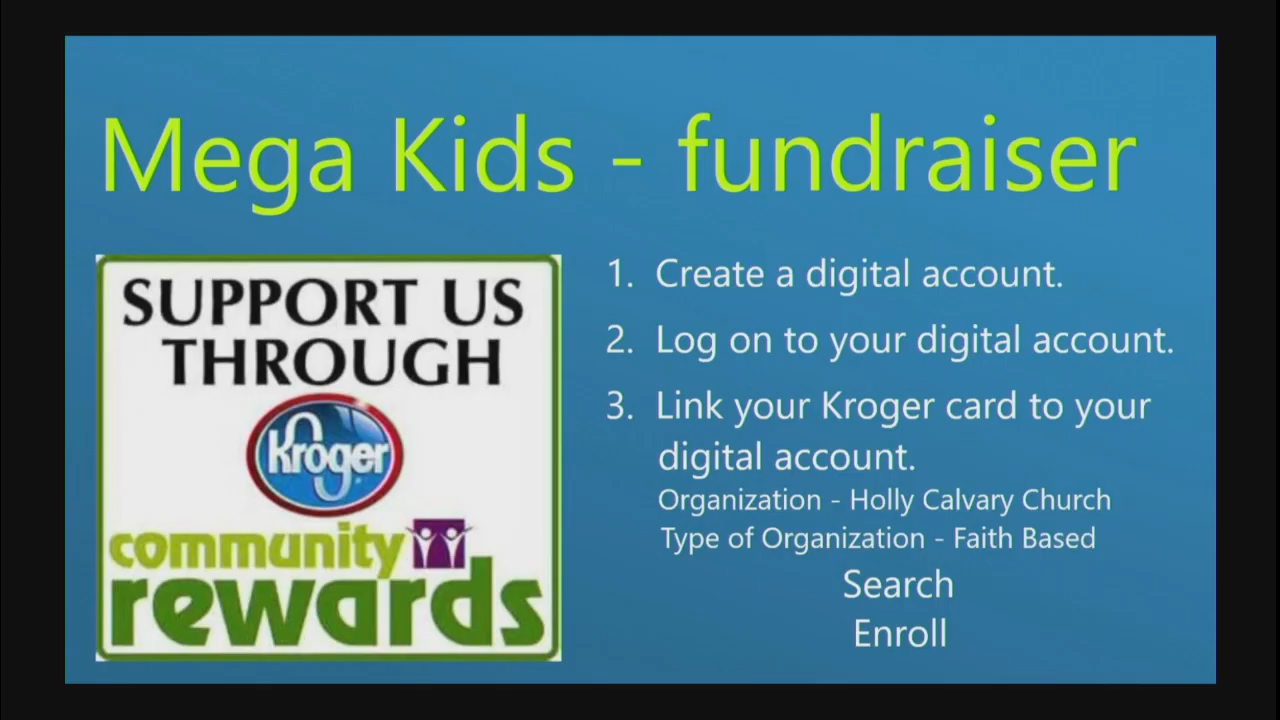 Mega Kids - fundraiser
SUPPORT US
THROUGH
Kroger
community
rewards
1. Create a digital account.
2. Log on to your digital account.
3. Link your Kroger card to your
digital account.
Organization - Holly Calvary Church
Type of Organization - Faith Based
Search
Enroll